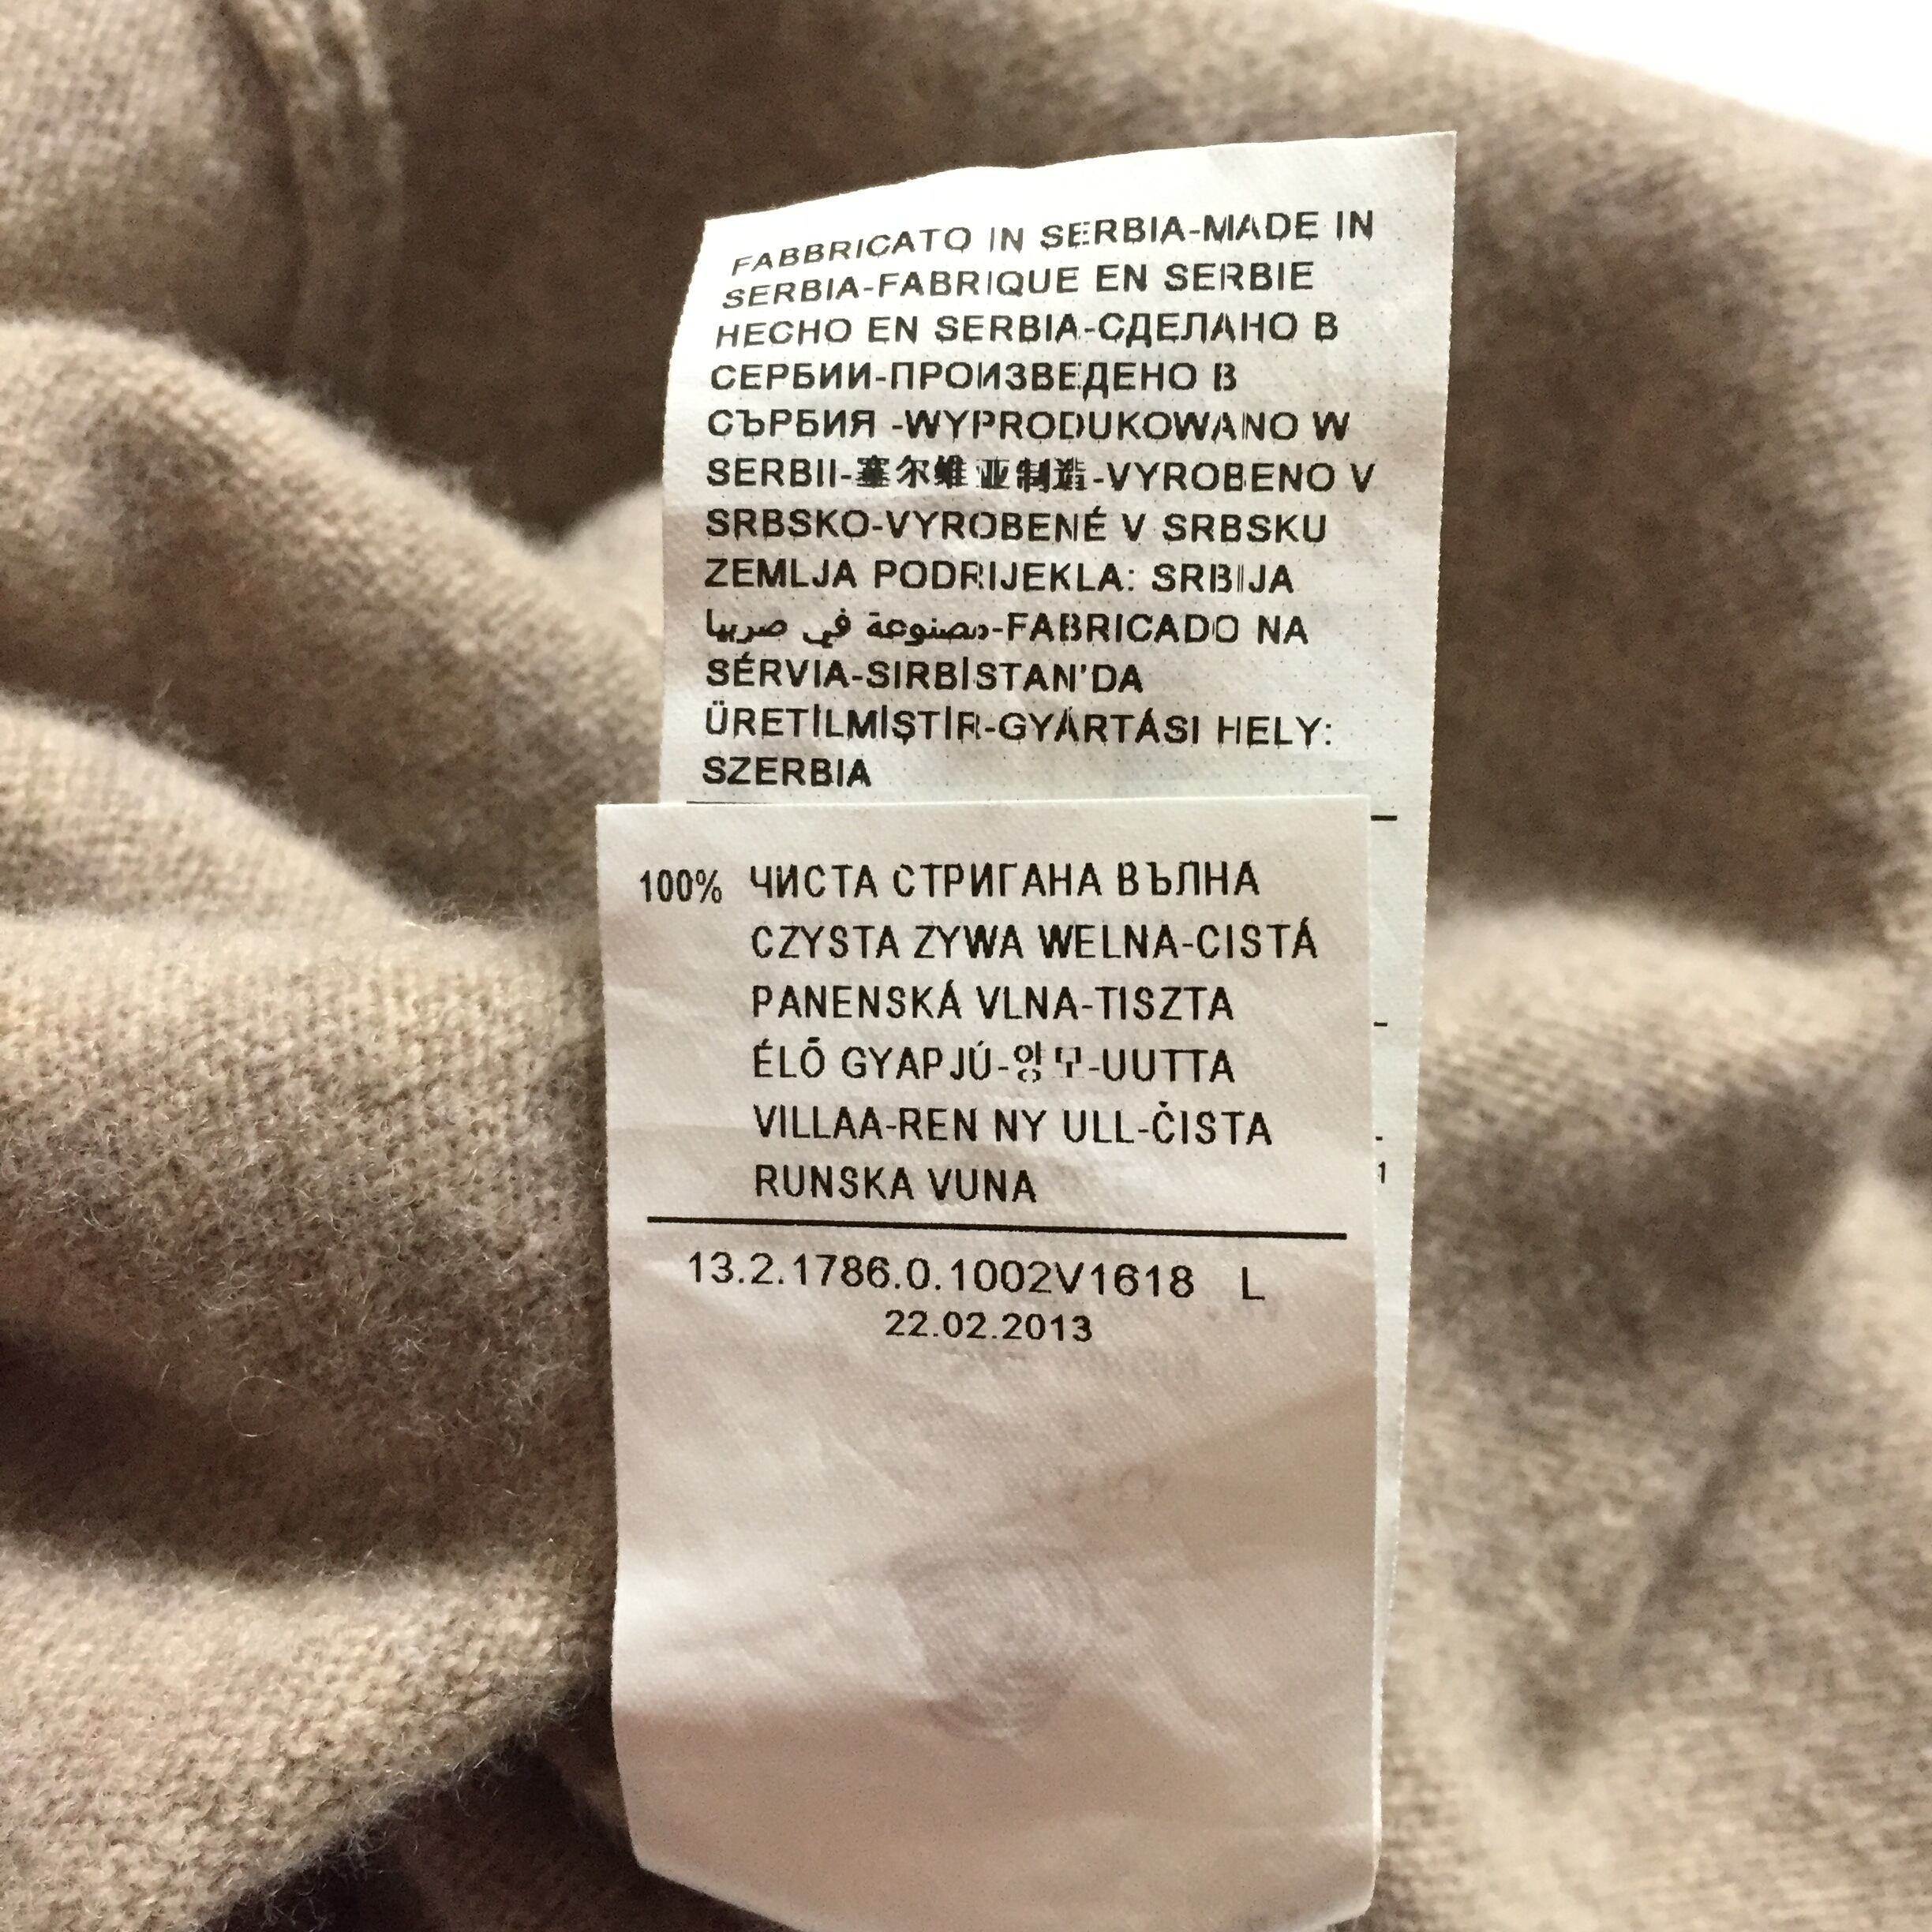 FABBRICATO IN SERBIA-MADE IN
SERBIA-FABRIQUE EN SERBIE
HECHO EN SERBIA-СДЕЛАНО В
СЕРБИИ-ПРОИЗВЕДЕНО В
СЪРБИЯ -WYPRODUKOWANO W
SERBII-塞尔维亚制造-VYROBENO V
SRBSKO-VYROBENÉ V SRBSKU
ZEMLJA PODRIJEKLA: SRBIJA
مصنوعة في صربيا-FABRICADO NA
SÉRVIA-SIRBİSTAN'DA
ÜRETİLMİŞTİR-GYÁRTÁSI HELY:
SZERBIA
100% ЧИСТА СТРИГАНА ВЪЛНА
CZYSTA ZYWA WELNA-CISTÁ
PANENSKÁ VLNA-TISZTA
ÉLŐ GYAPJÚ-양모-UUTTA
VILLAA-REN NY ULL-ČISTA
RUNSKA VUNA
13.2.1786.0.1002V1618 L
22.02.2013